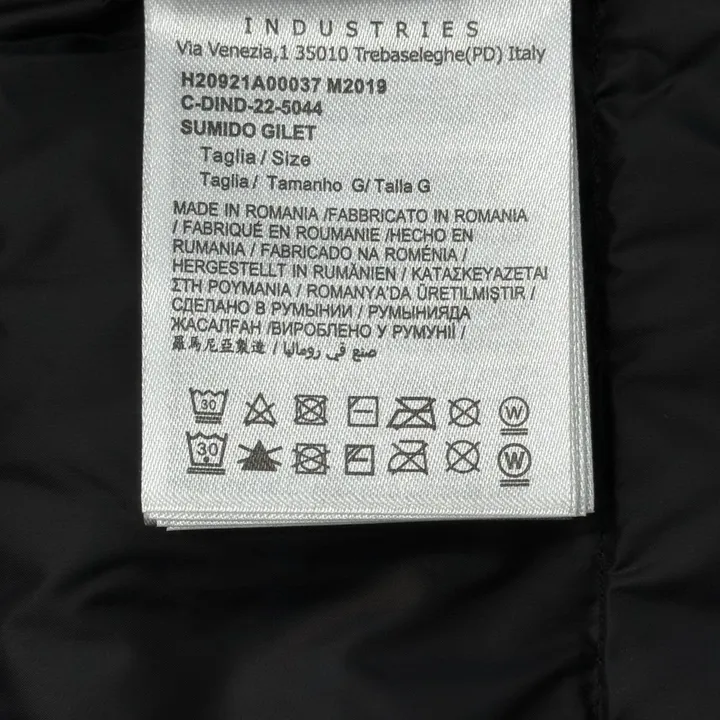 INDUSTRIES
Via Venezia,1 35010 Trebaseleghe(PD) Italy
H20921A00037 M2019
C-DIND-22-5044
SUMIDO GILET
Taglia / Size
Taglia / Tamanho G/ Talla G
MADE IN ROMANIA /FABBRICATO IN ROMANIA
/ FABRIQUÉ EN ROUMANIE /HECHO EN
RUMANIA / FABRICADO NA ROMÉNIA /
HERGESTELLT IN RUMÄNIEN / ΚΑΤΑΣΚΕΥΑΖΕΤΑΙ
ΣΤΗ ΡΟΥΜΑΝΙΑ / ROMANYA'DA ÜRETILMIŞTIR /
СДЕЛАНО В РУМЫНИИ / РУМЫНИЯДА
ЖАСАЛҒАН /ВИРОБЛЕНО У РУМУНІЇ /
羅馬尼亞製造 / صنع في رومانيا
30 W
30 W